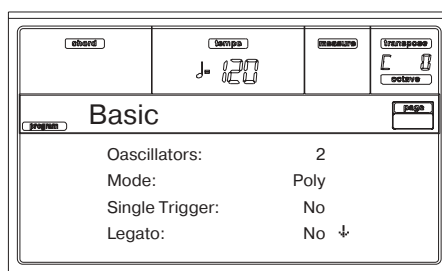 chord
tempo
measure
transpose
♩= 120
C 0
octave
Basic
program
page
Oascillators: 2
Mode: Poly
Single Trigger: No
Legato: No